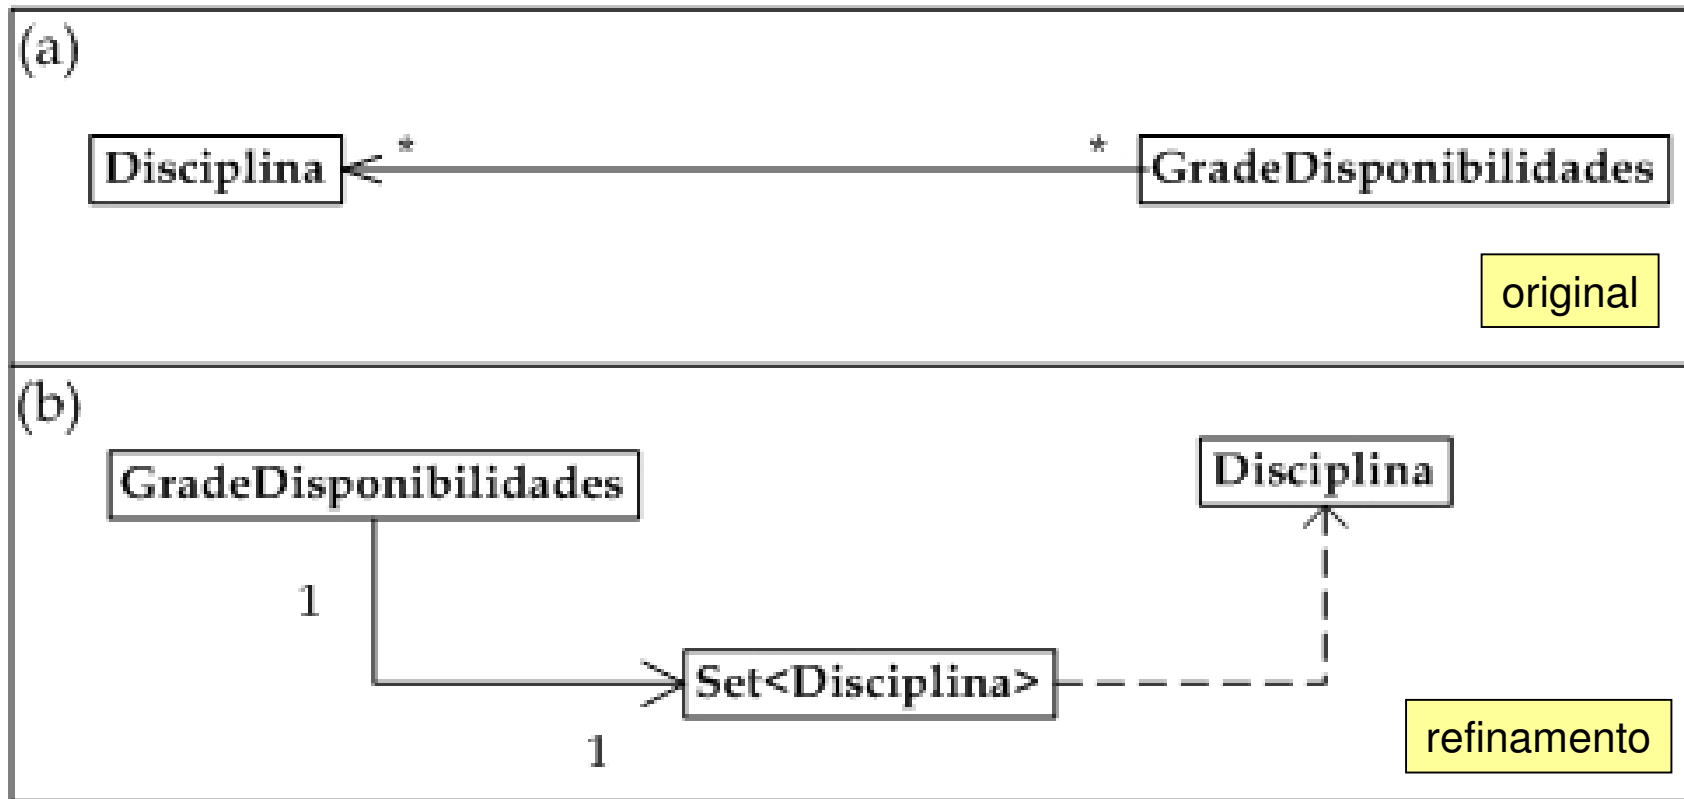 (a)
Disciplina
*
*
GradeDisponibilidades
original
(b)
GradeDisponibilidades
Disciplina
1
Set<Disciplina>
1
refinamento